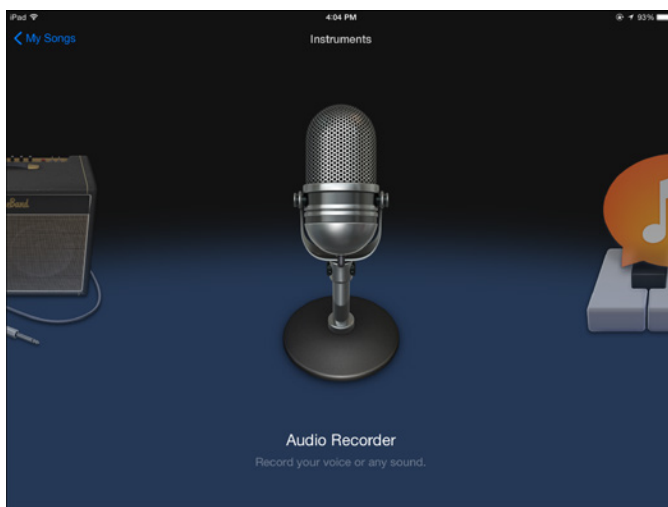 iPad
4:04 PM
93%
My Songs
Instruments
Audio Recorder
Record your voice or any sound.